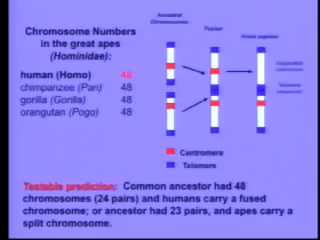 Ancestral
Chromosomes
Fusion
Homo sapiens
Chromosome Numbers
in the great apes
(Hominidae):
human (Homo) 46
chimpanzee (Pan) 48
gorilla (Gorilla) 48
orangutan (Pogo) 48
Centromere
Telomere
Testable prediction: Common ancestor had 48
chromosomes (24 pairs) and humans carry a fused
chromosome; or ancestor had 23 pairs, and apes carry a
split chromosome.